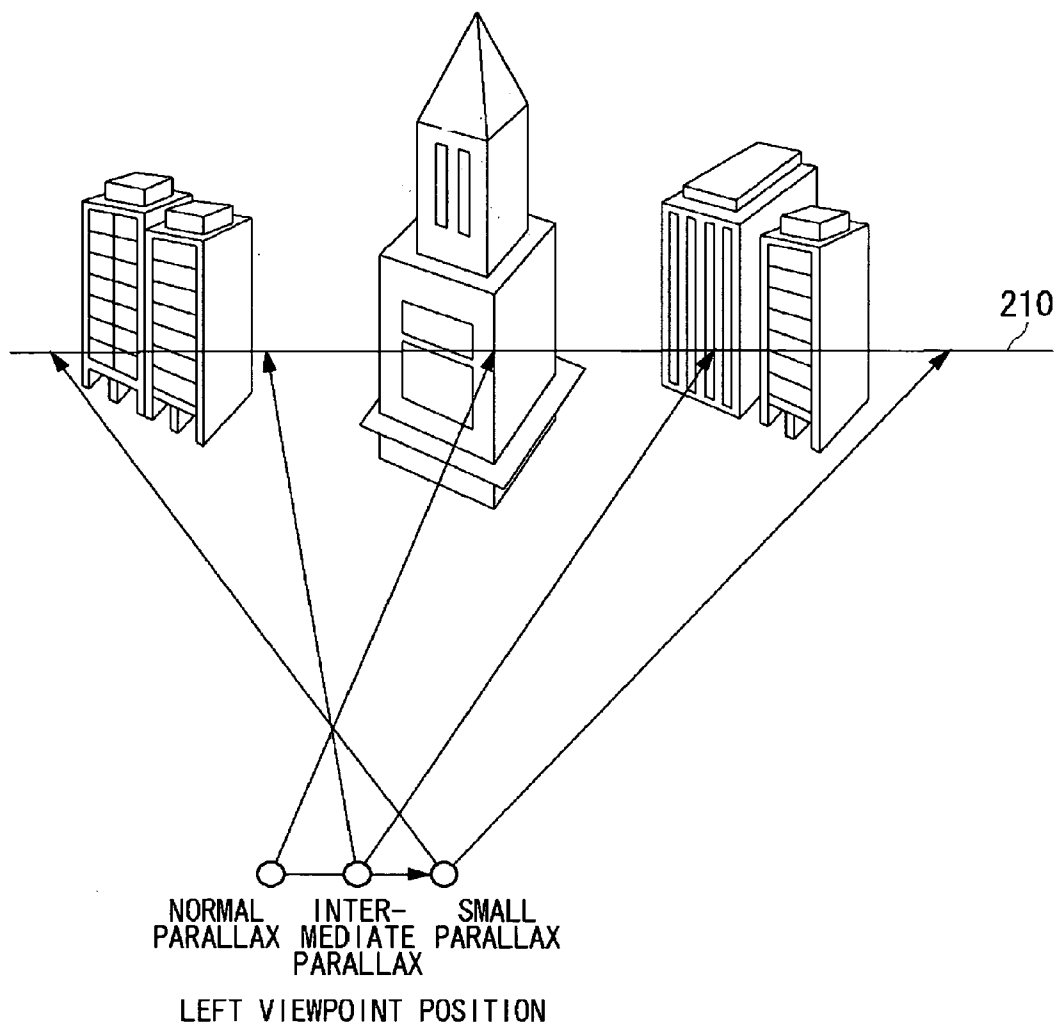 210
NORMAL INTER- SMALL
PARALLAX MEDIATE PARALLAX
PARALLAX
LEFT VIEWPOINT POSITION